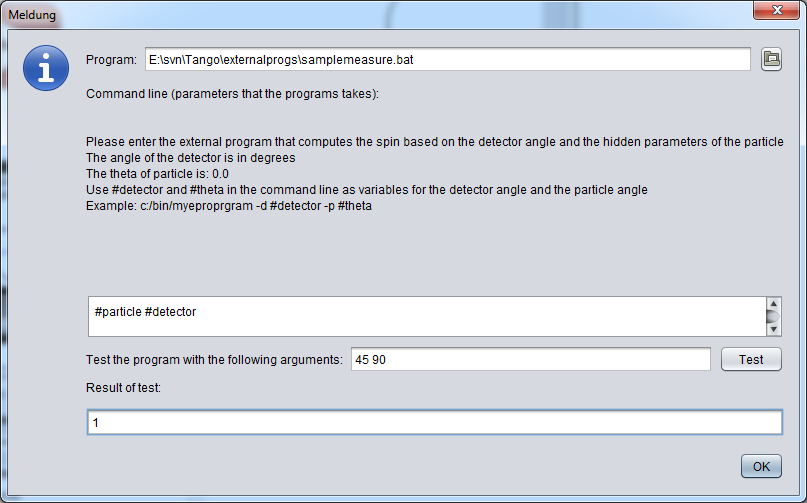 Meldung
Program: E:\svn\Tango\externalprogs\samplemeasure.bat
Command line (parameters that the programs takes):
Please enter the external program that computes the spin based on the detector angle and the hidden parameters of the particle
The angle of the detector is in degrees
The theta of particle is: 0.0
Use #detector and #theta in the command line as variables for the detector angle and the particle angle
Example: c:/bin/myeproprgram -d #detector -p #theta
#particle #detector
Test the program with the following arguments: 45 90 Test
Result of test:
1
OK